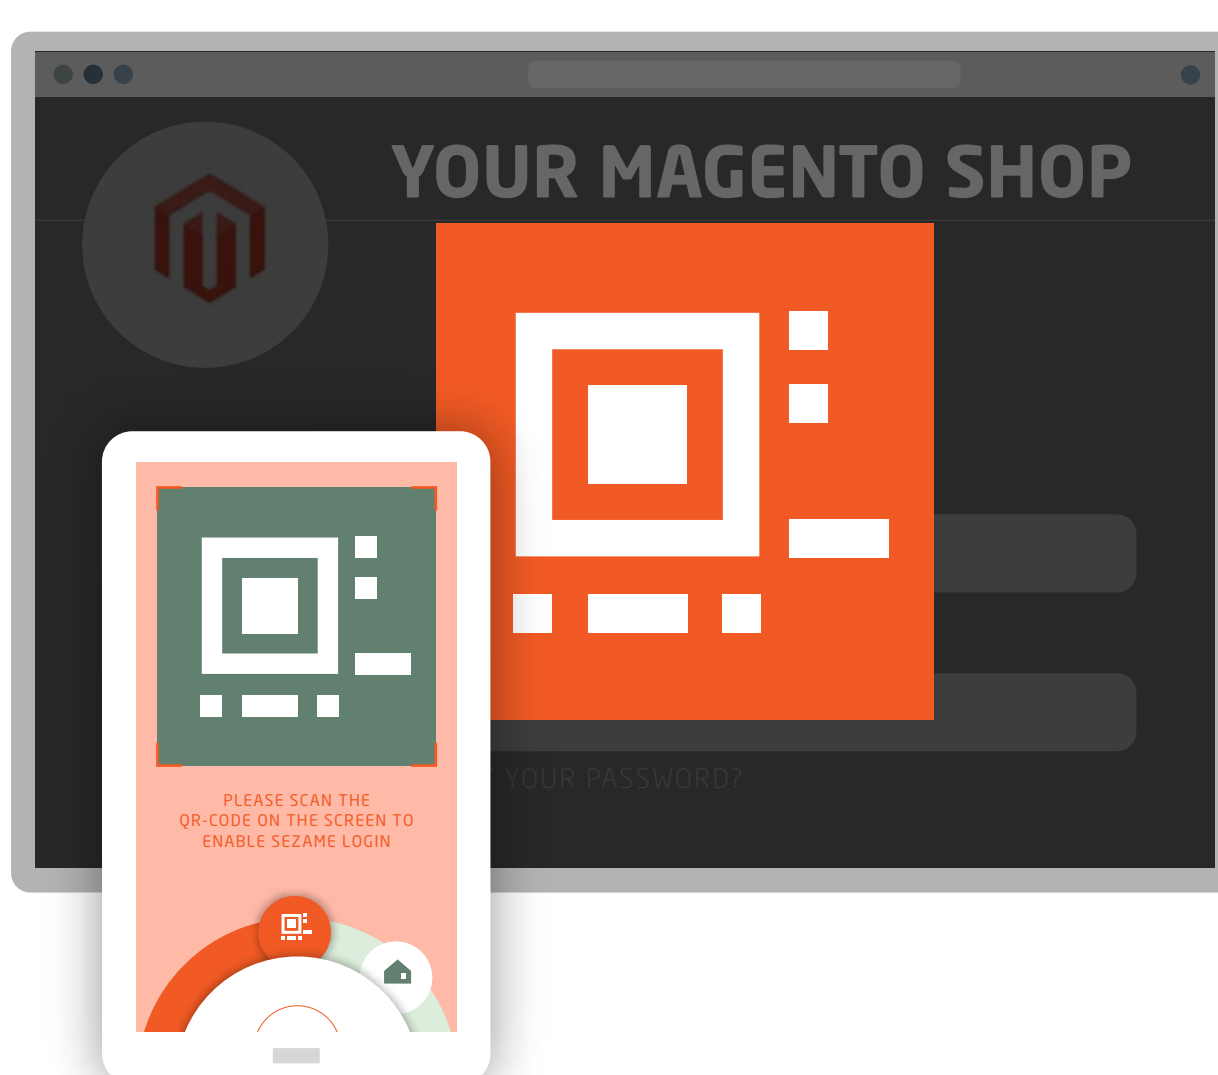 YOUR MAGENTO SHOP
YOUR PASSWORD?
PLEASE SCAN THE
QR-CODE ON THE SCREEN TO
ENABLE SEZAME LOGIN